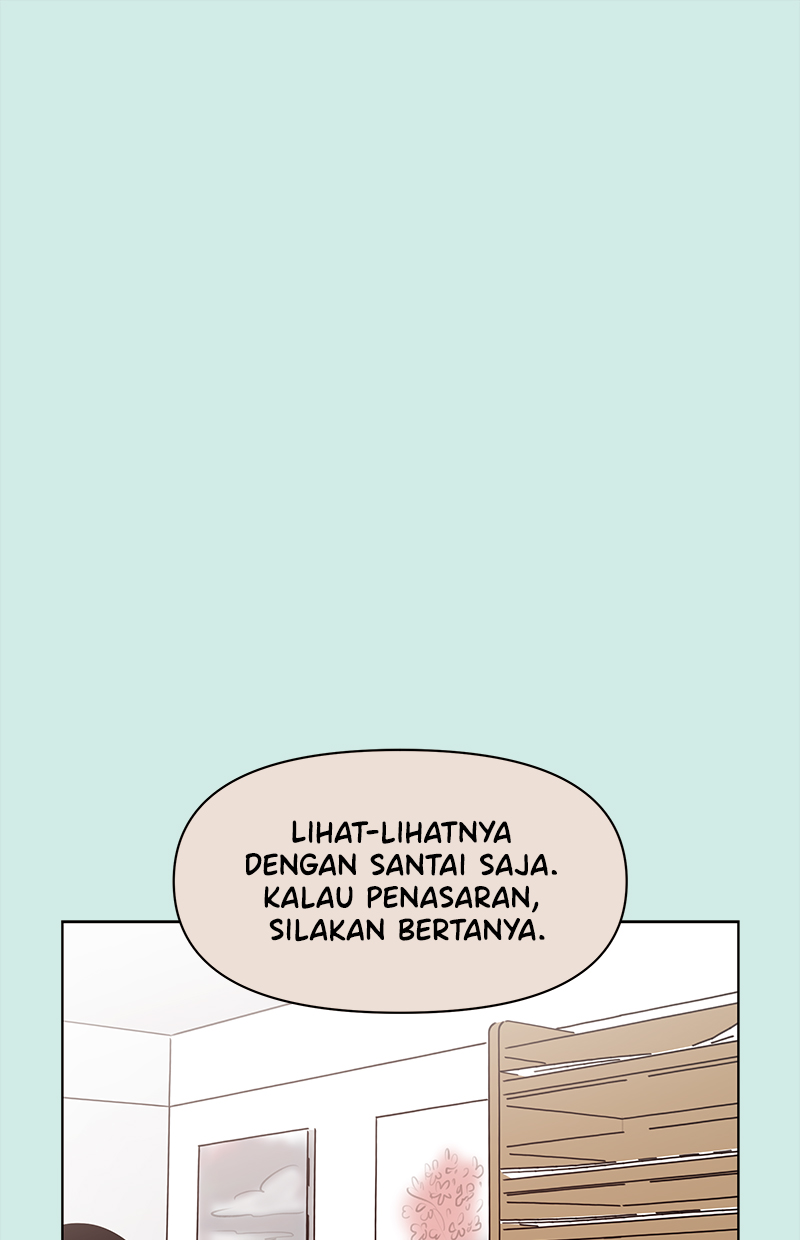 LIHAT-LIHATNYA
DENGAN SANTAI SAJA.
KALAU PENASARAN,
SILAKAN BERTANYA.